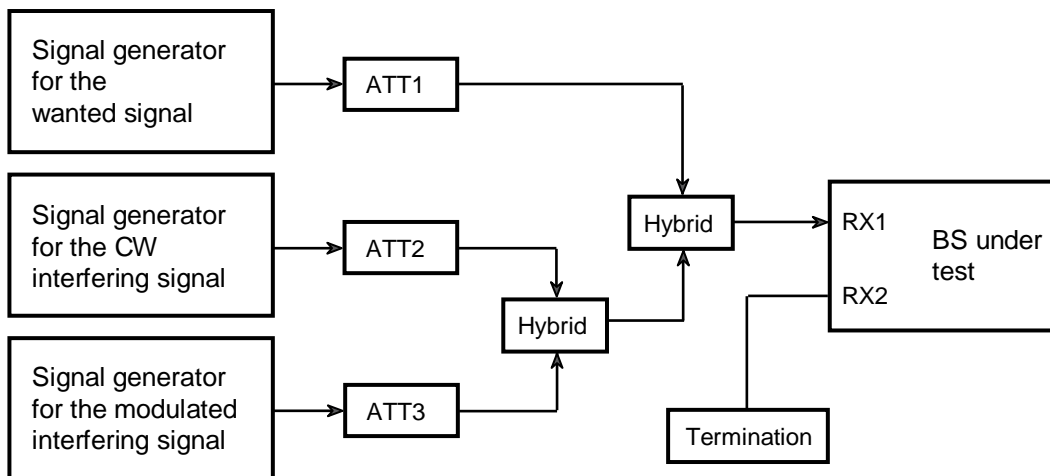 Signal generator
for the
wanted signal
ATT1
Signal generator
for the CW
interfering signal
ATT2
Hybrid
Hybrid
RX1
RX2
BS under
test
Signal generator
for the modulated
interfering signal
ATT3
Termination